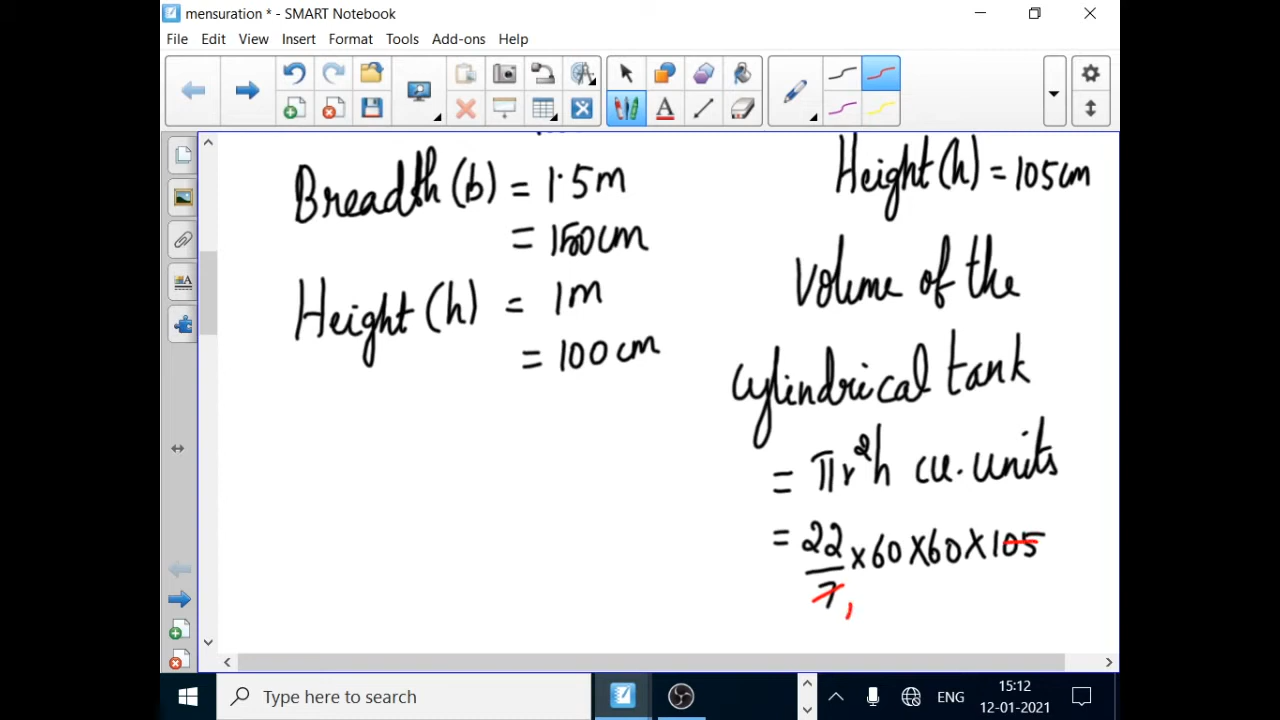 mensuration * - SMART Notebook
File Edit View Insert Format Tools Add-ons Help
Breadth (b) = 1.5m
= 150cm
Height (h) = 1m
= 100cm
Height (h) = 105cm
Volume of the
cylindrical tank
= πr²h cu. units
= 22/7 × 60 × 60 × 105
1
Type here to search
ENG
15:12
12-01-2021